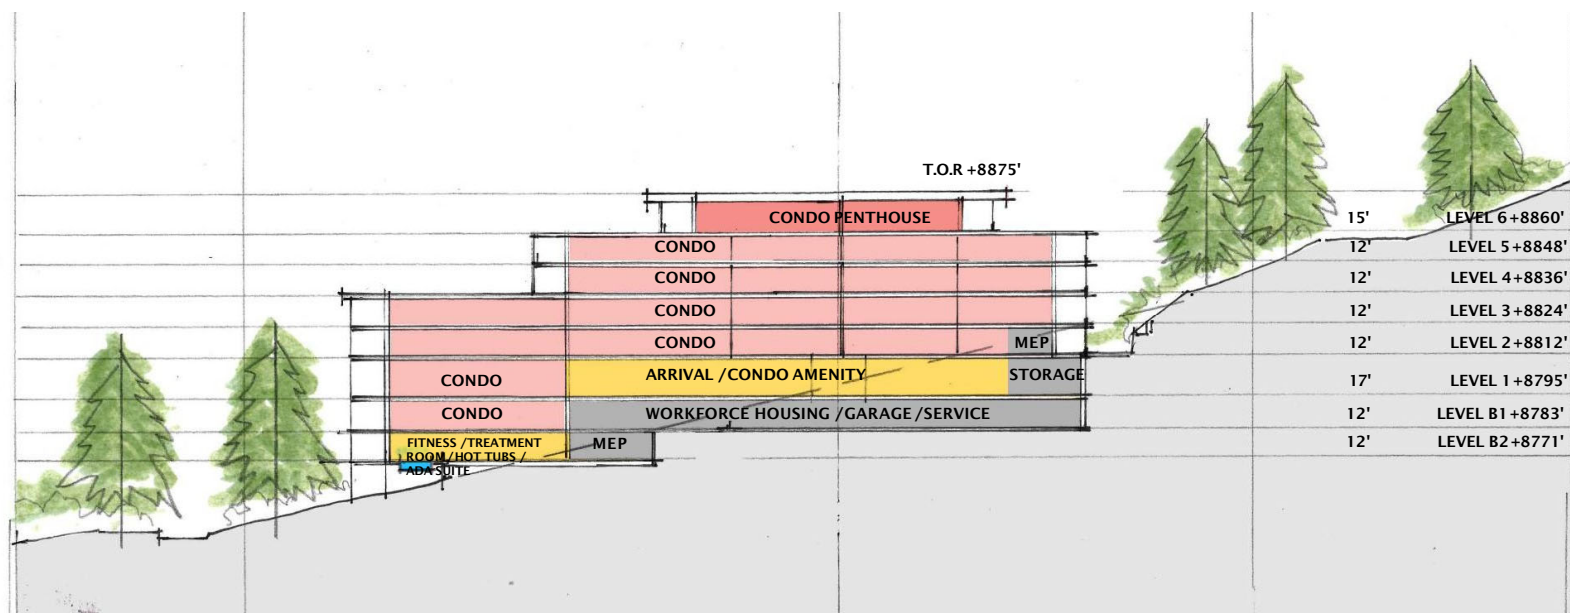 T.O.R +8875'
CONDO PENTHOUSE
15' LEVEL 6 +8860'
CONDO
12' LEVEL 5 +8848'
CONDO
12' LEVEL 4 +8836'
CONDO
12' LEVEL 3 +8824'
CONDO
MEP
12' LEVEL 2 +8812'
CONDO
ARRIVAL / CONDO AMENITY
STORAGE
17' LEVEL 1 +8795'
CONDO
WORKFORCE HOUSING / GARAGE / SERVICE
12' LEVEL B1 +8783'
FITNESS / TREATMENT
ROOM / HOT TUBS /
ADA SUITE
MEP
12' LEVEL B2 +8771'